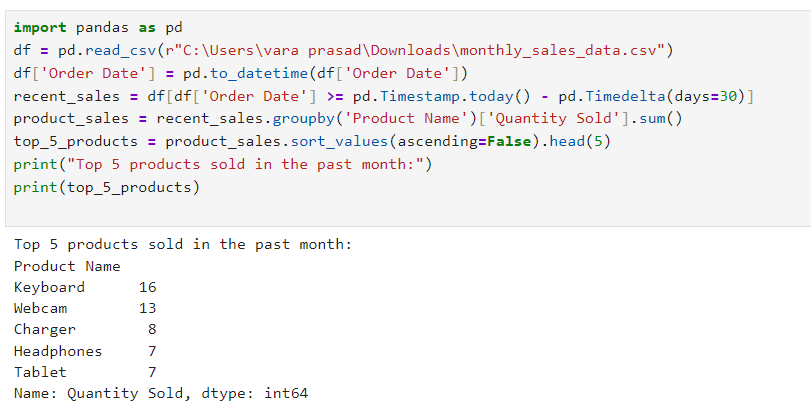 import pandas as pd
df = pd.read_csv(r"C:\Users\vara prasad\Downloads\monthly_sales_data.csv")
df['Order Date'] = pd.to_datetime(df['Order Date'])
recent_sales = df[df['Order Date'] >= pd.Timestamp.today() - pd.Timedelta(days=30)]
product_sales = recent_sales.groupby('Product Name')['Quantity Sold'].sum()
top_5_products = product_sales.sort_values(ascending=False).head(5)
print("Top 5 products sold in the past month:")
print(top_5_products)
Top 5 products sold in the past month:
Product Name
Keyboard      16
Webcam        13
Charger        8
Headphones     7
Tablet         7
Name: Quantity Sold, dtype: int64